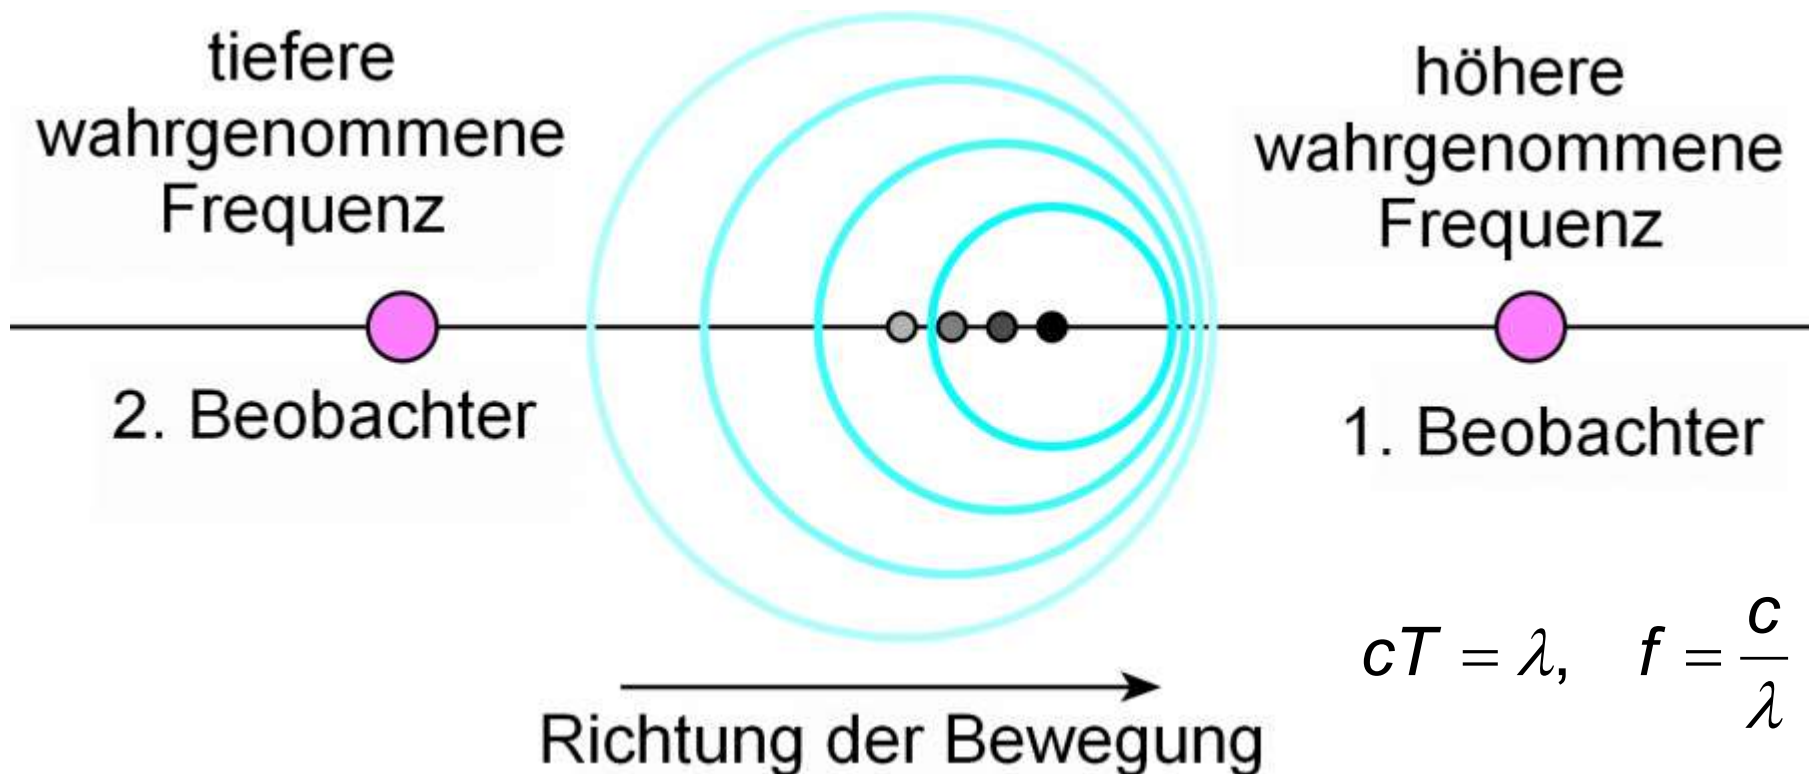 tiefere
wahrgenommene
Frequenz
höhere
wahrgenommene
Frequenz
2. Beobachter
1. Beobachter
cT = λ, f = c/λ
Richtung der Bewegung